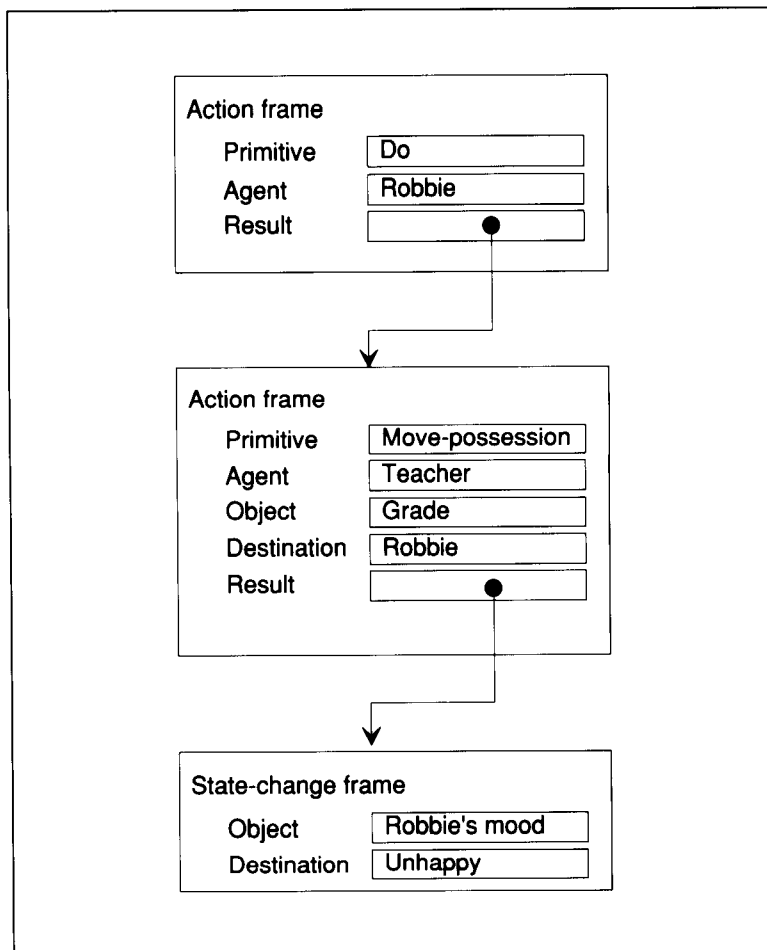 Action frame
Primitive Do
Agent Robbie
Result
Action frame
Primitive Move-possession
Agent Teacher
Object Grade
Destination Robbie
Result
State-change frame
Object Robbie's mood
Destination Unhappy